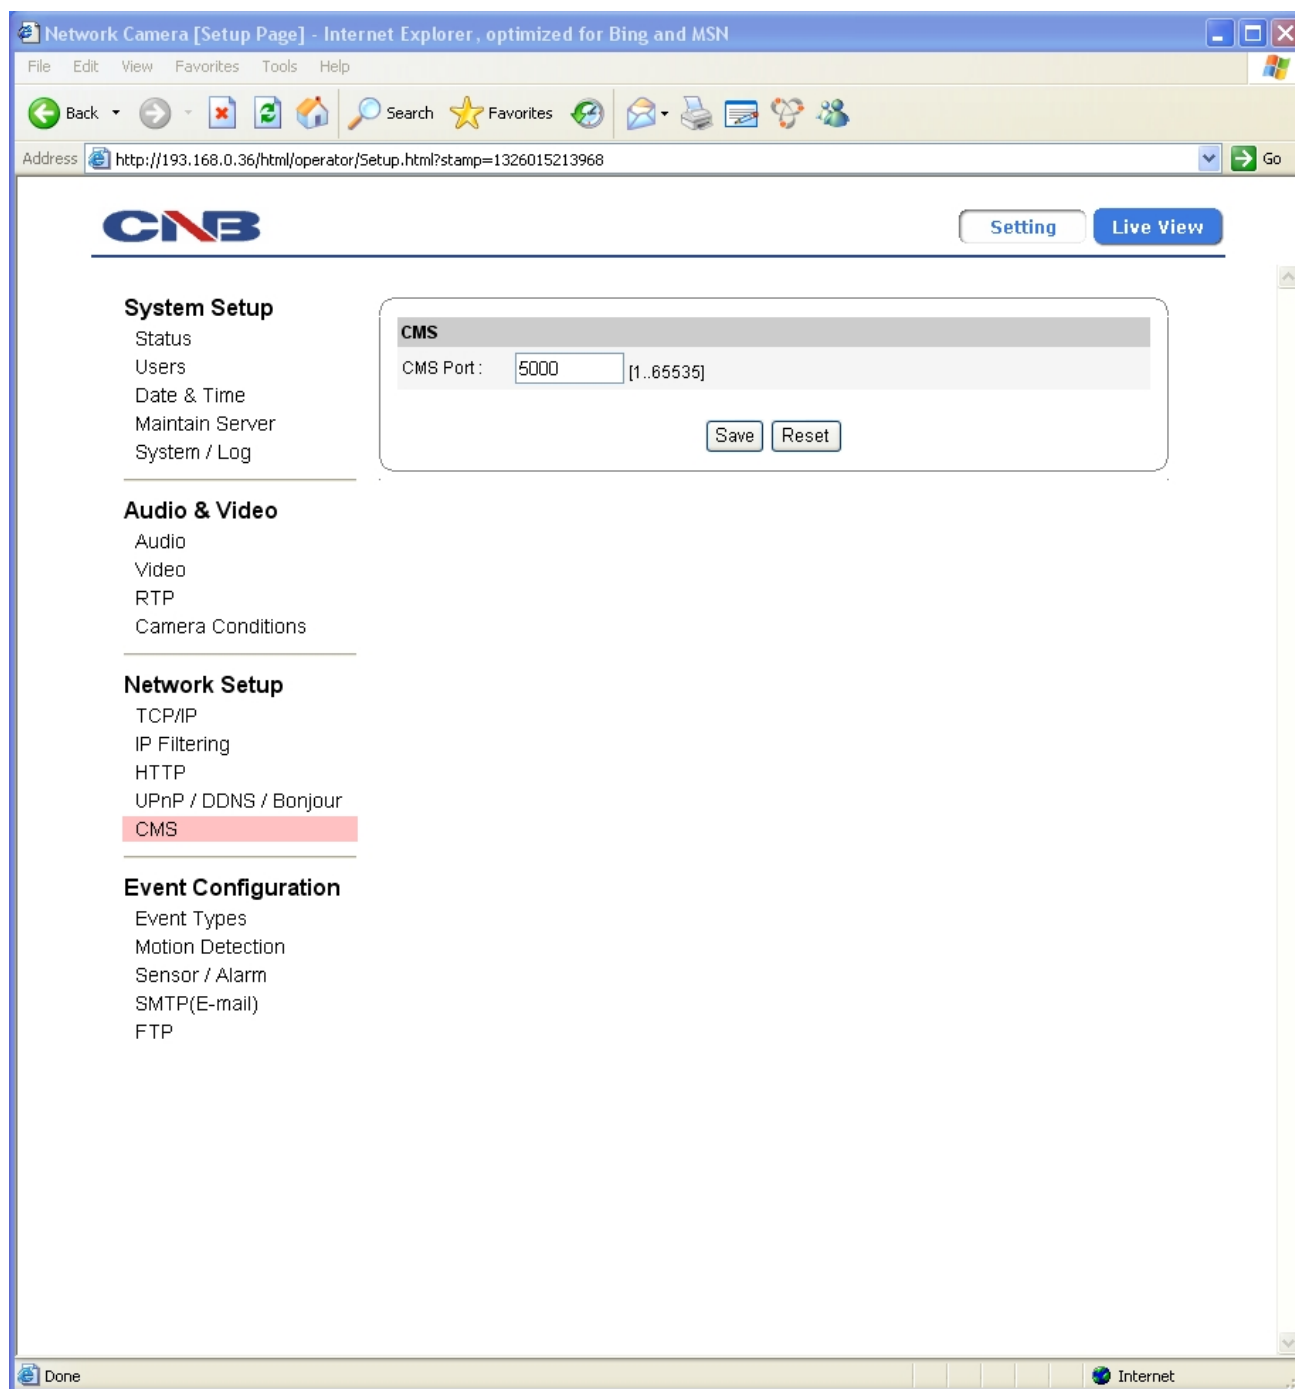 Network Camera [Setup Page] - Internet Explorer, optimized for Bing and MSN
File Edit View Favorites Tools Help
Back Search Favorites
Address http://193.168.0.36/html/operator/Setup.html?stamp=1326015213968 Go
CNB Setting Live View
System Setup
Status
Users
Date & Time
Maintain Server
System / Log
CMS
CMS Port : 5000 [1..65535]
Save Reset
Audio & Video
Audio
Video
RTP
Camera Conditions
Network Setup
TCP/IP
IP Filtering
HTTP
UPnP / DDNS / Bonjour
CMS
Event Configuration
Event Types
Motion Detection
Sensor / Alarm
SMTP(E-mail)
FTP
Done Internet